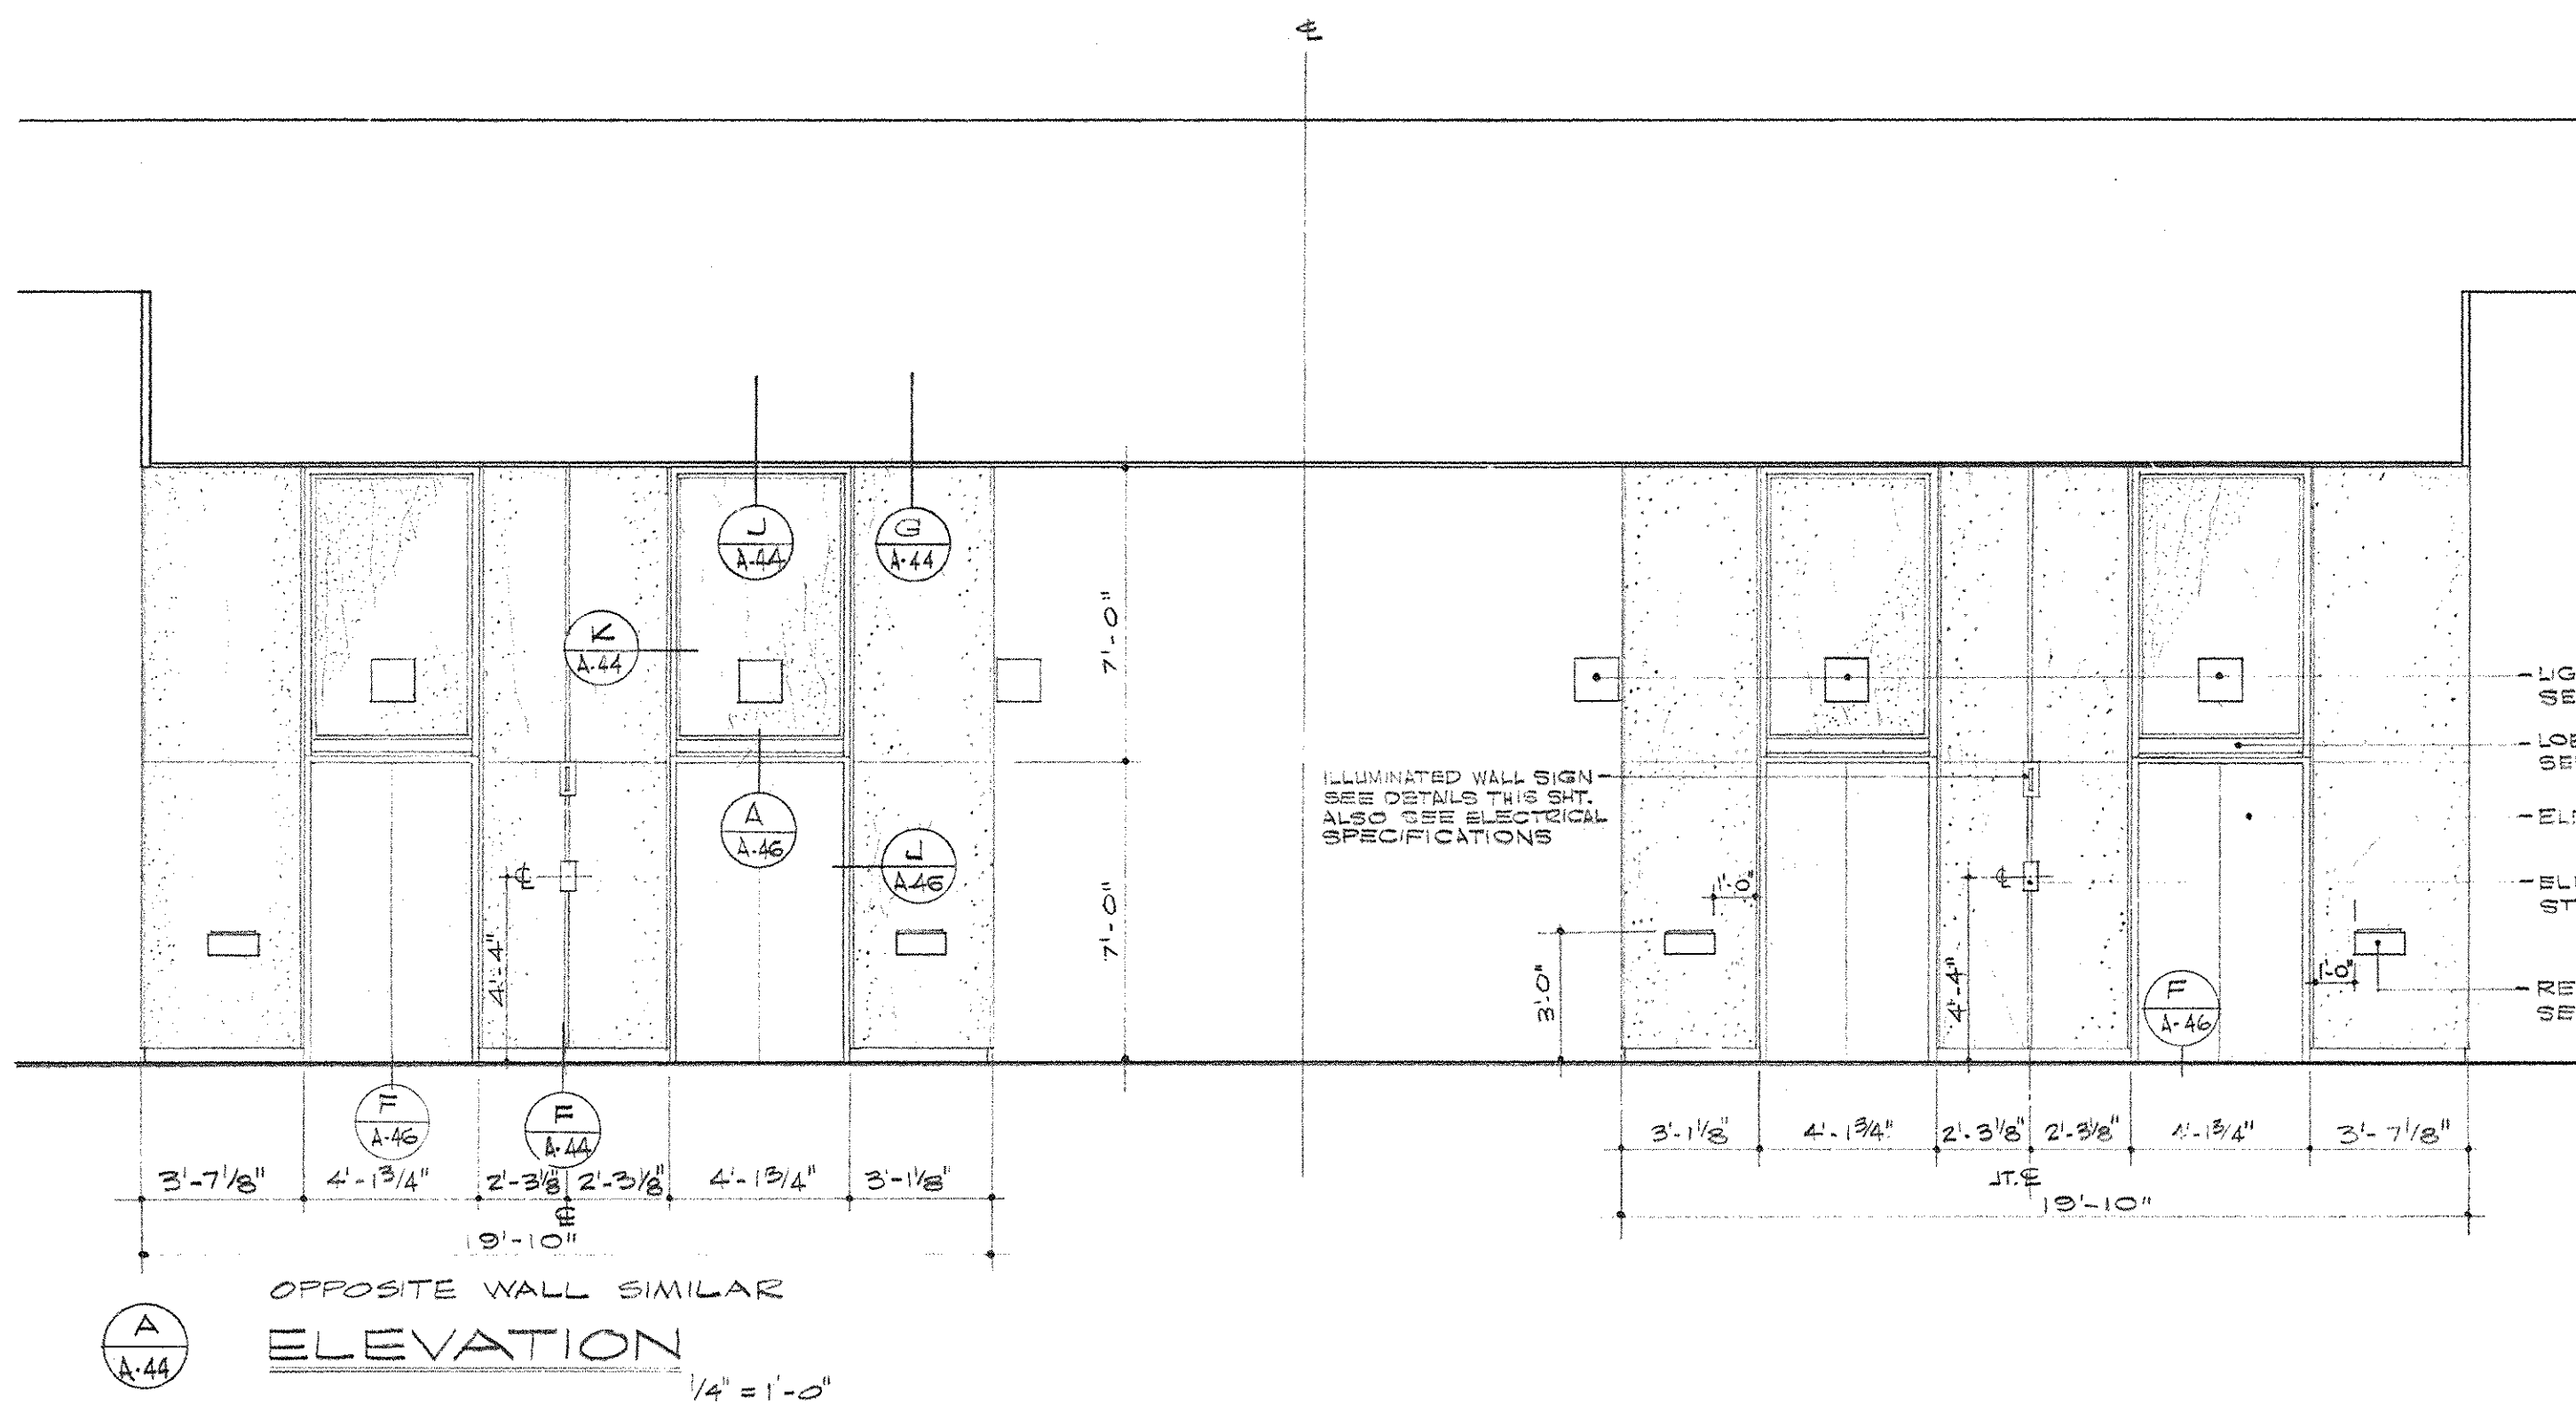 ℄
J
A-44
G
A·44
K
A·44
7'-0"
A
A-46
J
A·46
℄
4'-4"
7'-0"
ILLUMINATED WALL SIGN
SEE DETAILS THIS SHT.
ALSO SEE ELECTRICAL
SPECIFICATIONS
1'-0"
3'-0"
℄
4'-4"
F
A-46
1'-0"
F
A-46
F
A-44
3'-7 1/8" 4'-1 3/4" 2'-3 1/8" 2'-3 1/8" 4'-1 3/4" 3'-1 1/8"
℄
19'-10"
3'-1 1/8" 4'-1 3/4" 2'-3 1/8" 2'-3 1/8" 4'-1 3/4" 3'-7 1/8"
JT. ℄
19'-10"
OPPOSITE WALL SIMILAR
A
A·44
ELEVATION
1/4" = 1'-0"